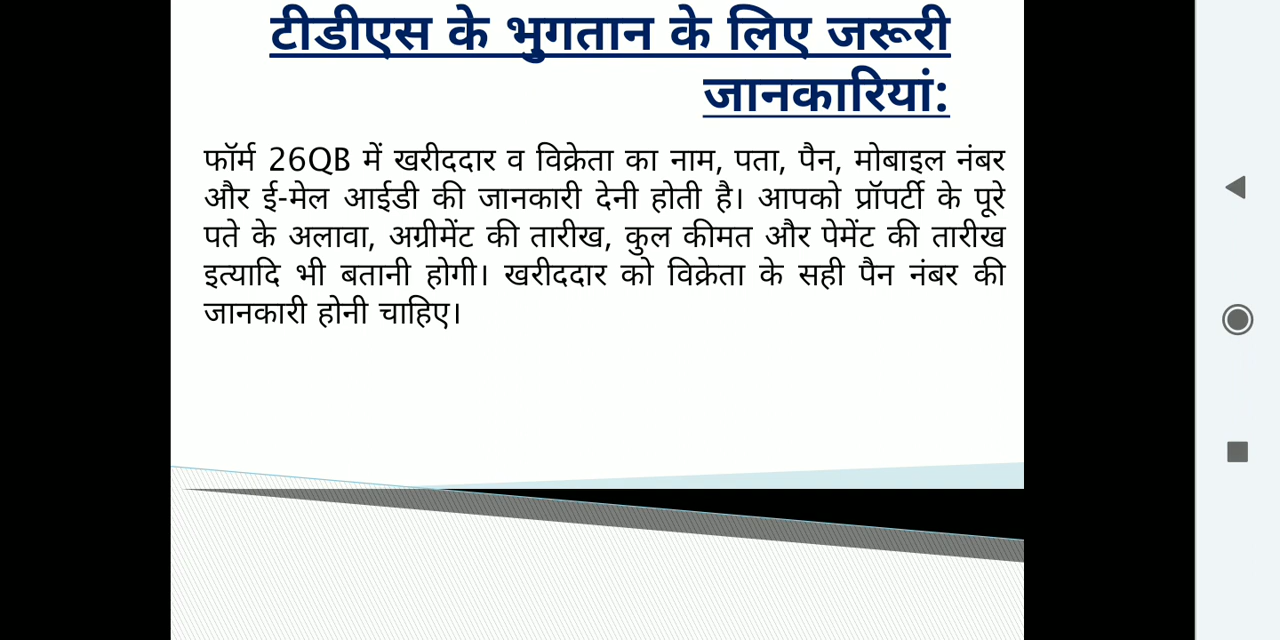 टीडीएस के भुगतान के लिए जरूरी
जानकारियां:
फॉर्म 26QB में खरीददार व विक्रेता का नाम, पता, पैन, मोबाइल नंबर
और ई-मेल आईडी की जानकारी देनी होती है। आपको प्रॉपर्टी के पूरे
पते के अलावा, अग्रीमेंट की तारीख, कुल कीमत और पेमेंट की तारीख
इत्यादि भी बतानी होगी। खरीददार को विक्रेता के सही पैन नंबर की
जानकारी होनी चाहिए।